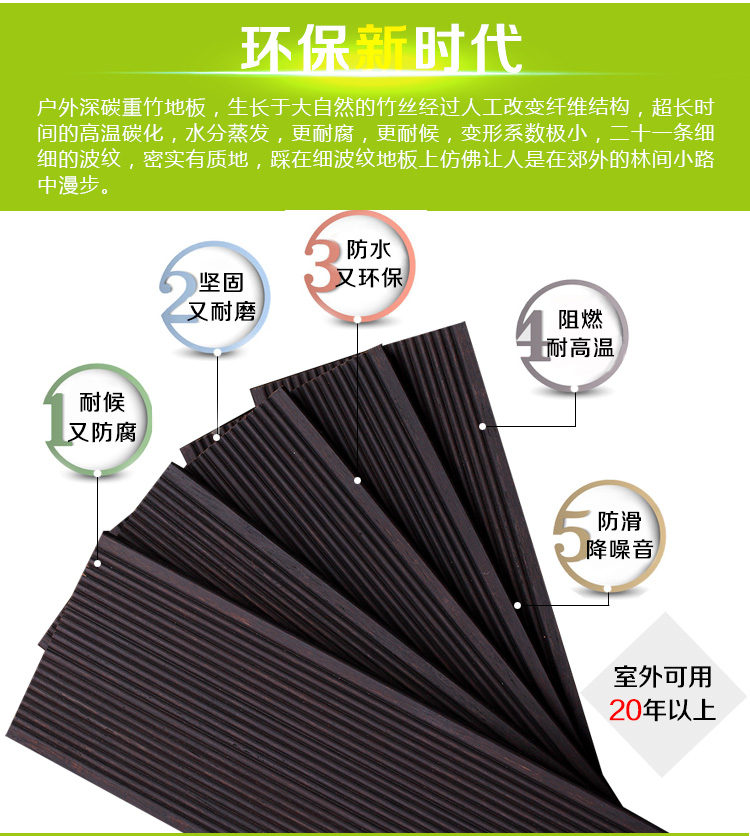 环保新时代
户外深碳重竹地板，生长于大自然的竹丝经过人工改变纤维结构，超长时
间的高温碳化，水分蒸发，更耐腐，更耐候，变形系数极小，二十一条细
细的波纹，密实有质地，踩在细波纹地板上仿佛让人是在郊外的林间小路
中漫步。
1
耐候
又防腐
2
坚固
又耐磨
3
防水
又环保
4
阻燃
耐高温
5
防滑
降噪音
室外可用
20年以上